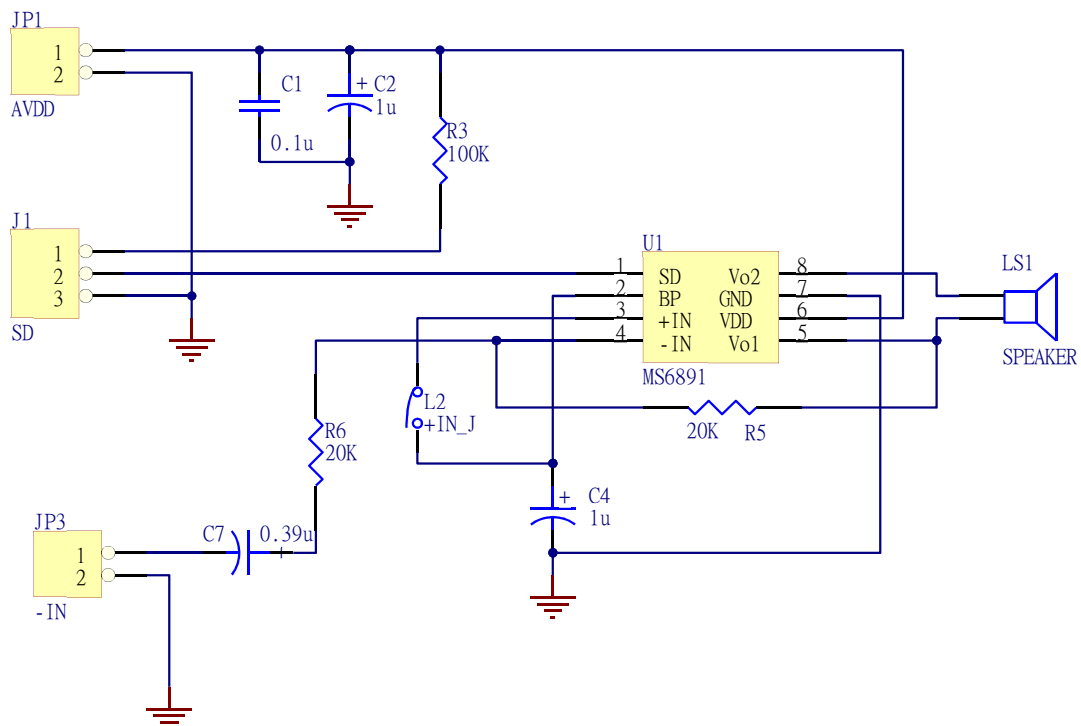 JP1
1
2
AVDD
C1
0.1u
+ C2
1u
R3
100K
J1
1
2
3
SD
U1
1 SD Vo2 8
2 BP GND 7
3 +IN VDD 6
4 -IN Vo1 5
MS6891
LS1
SPEAKER
L2
+IN_J
20K R5
R6
20K
+ C4
1u
JP3
1
2
-IN
C7 0.39u
+